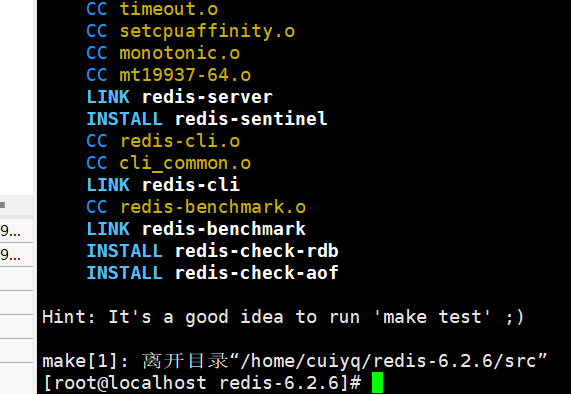 CC timeout.o
CC setcpuaffinity.o
CC monotonic.o
CC mt19937-64.o
LINK redis-server
INSTALL redis-sentinel
CC redis-cli.o
CC cli_common.o
LINK redis-cli
CC redis-benchmark.o
LINK redis-benchmark
INSTALL redis-check-rdb
INSTALL redis-check-aof
Hint: It's a good idea to run 'make test' ;)
make[1]: 离开目录“/home/cuiyq/redis-6.2.6/src”
[root@localhost redis-6.2.6]#
9...
9...